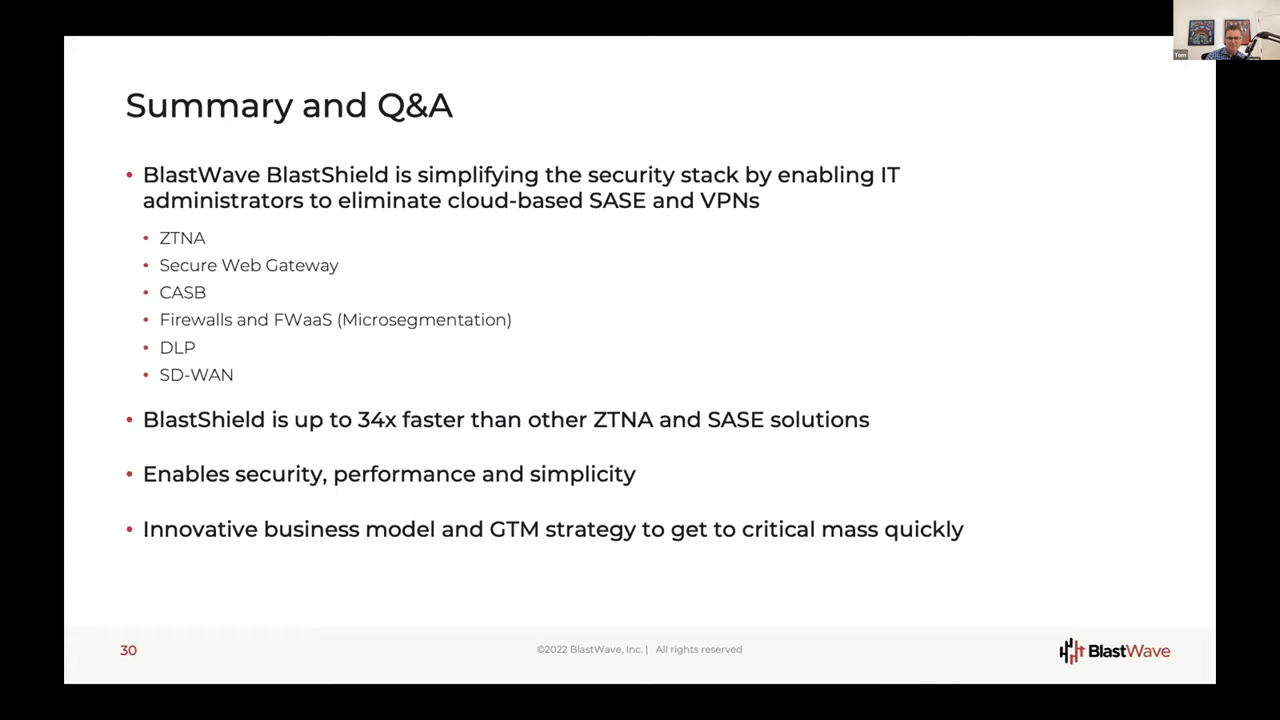 Tom
Summary and Q&A
• BlastWave BlastShield is simplifying the security stack by enabling IT
administrators to eliminate cloud-based SASE and VPNs
• ZTNA
• Secure Web Gateway
• CASB
• Firewalls and FWaaS (Microsegmentation)
• DLP
• SD-WAN
• BlastShield is up to 34x faster than other ZTNA and SASE solutions
• Enables security, performance and simplicity
• Innovative business model and GTM strategy to get to critical mass quickly
30
©2022 BlastWave, Inc. | All rights reserved
BlastWave